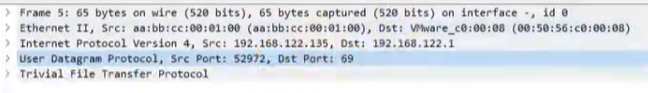 Frame 5: 65 bytes on wire (520 bits), 65 bytes captured (520 bits) on interface -, id 0
Ethernet II, Src: aa:bb:cc:00:01:00 (aa:bb:cc:00:01:00), Dst: VMware_c0:00:08 (00:50:56:c0:00:08)
Internet Protocol Version 4, Src: 192.168.122.135, Dst: 192.168.122.1
User Datagram Protocol, Src Port: 52972, Dst Port: 69
Trivial File Transfer Protocol